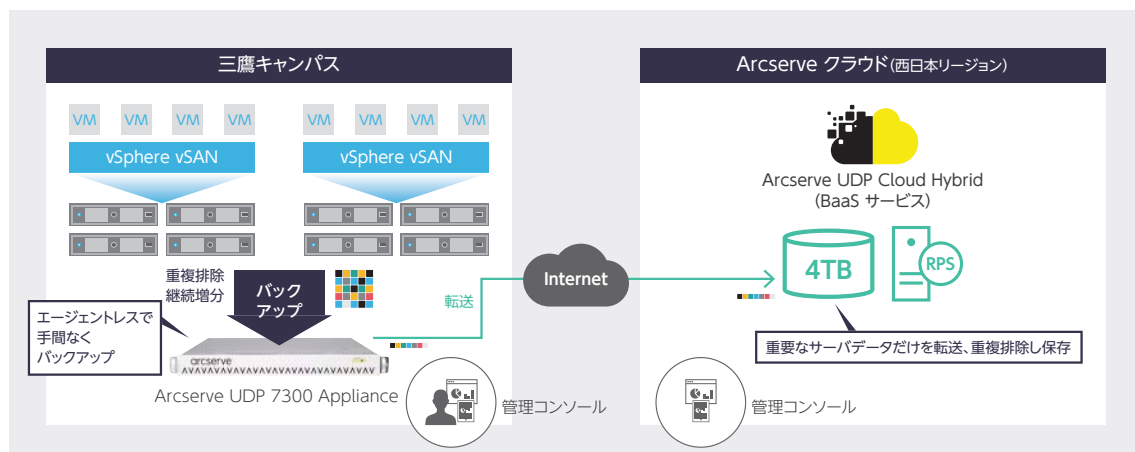 三鷹キャンパス
VM VM VM VM
VM VM VM VM
vSphere vSAN
vSphere vSAN
重複排除
継続増分
バック
アップ
エージェントレスで
手間なく
バックアップ
arcserve
Arcserve UDP 7300 Appliance
管理コンソール
転送
Internet
Arcserve クラウド(西日本リージョン)
Arcserve UDP Cloud Hybrid
(BaaS サービス)
4TB
RPS
重要なサーバデータだけを転送、重複排除し保存
管理コンソール